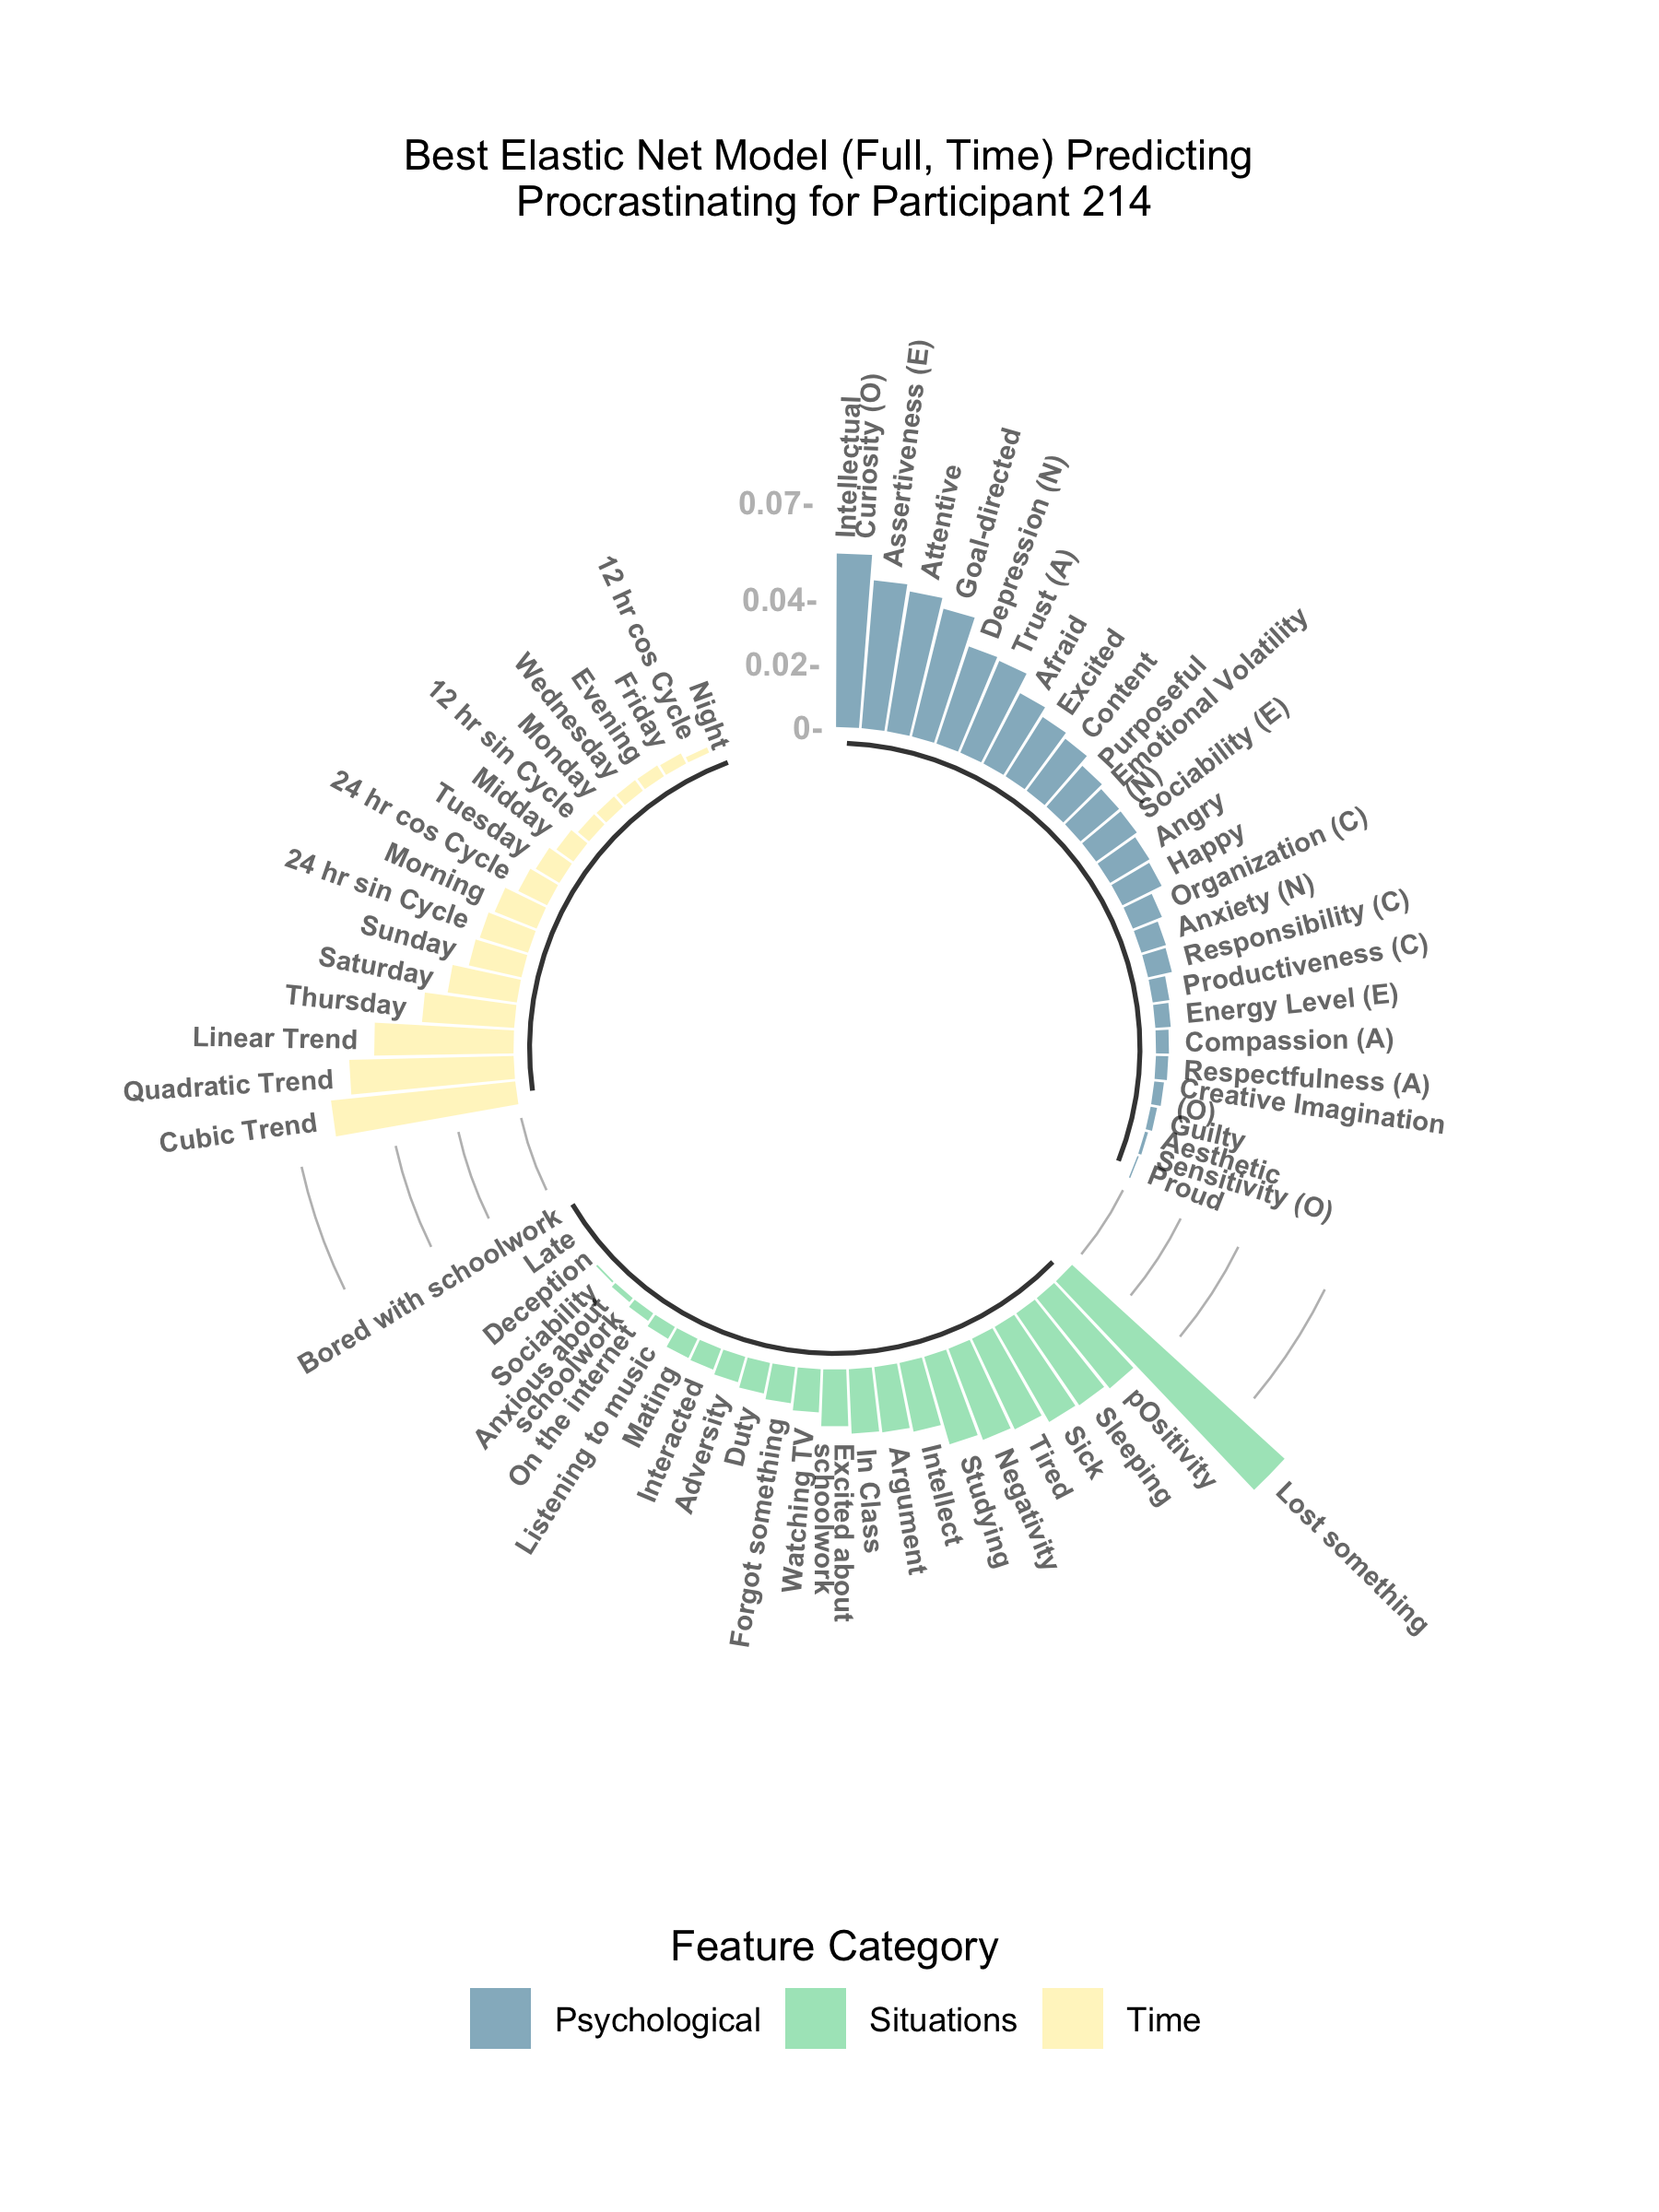 Best Elastic Net Model (Full, Time) Predicting
Procrastinating for Participant 214
0.07-
0.04-
0.02-
0-
Intellectual
Curiosity (O)
Assertiveness (E)
Attentive
Goal-directed
Depression (N)
Trust (A)
Afraid
Excited
Content
Purposeful
Emotional Volatility
(N)
Sociability (E)
Angry
Happy
Organization (C)
Anxiety (N)
Responsibility (C)
Productiveness (C)
Energy Level (E)
Compassion (A)
Respectfulness (A)
Creative Imagination
(O)
Guilty
Aesthetic
Sensitivity (O)
Proud
Lost something
pOsitivity
Sleeping
Sick
Tired
Negativity
Studying
Intellect
Argument
In Class
Excited about
schoolwork
Watching TV
Forgot something
Duty
Adversity
Interacted
Mating
Listening to music
On the internet
Anxious about
schoolwork
Sociability
Deception
Late
Bored with schoolwork
Cubic Trend
Quadratic Trend
Linear Trend
Thursday
Saturday
Sunday
24 hr sin Cycle
Morning
24 hr cos Cycle
Tuesday
Midday
12 hr sin Cycle
Monday
Wednesday
Evening
Friday
12 hr cos Cycle
Night
Feature Category
Psychological
Situations
Time